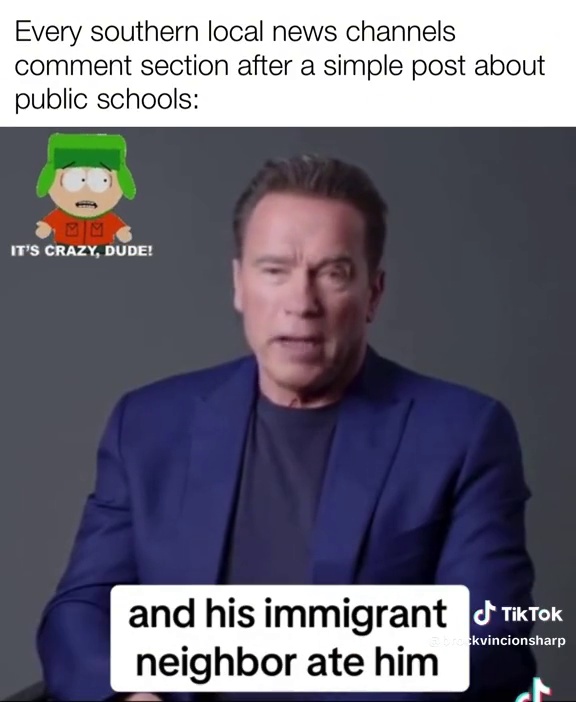 Every southern local news channels
comment section after a simple post about
public schools:
IT'S CRAZY, DUDE!
and his immigrant
neighbor ate him
TikTok